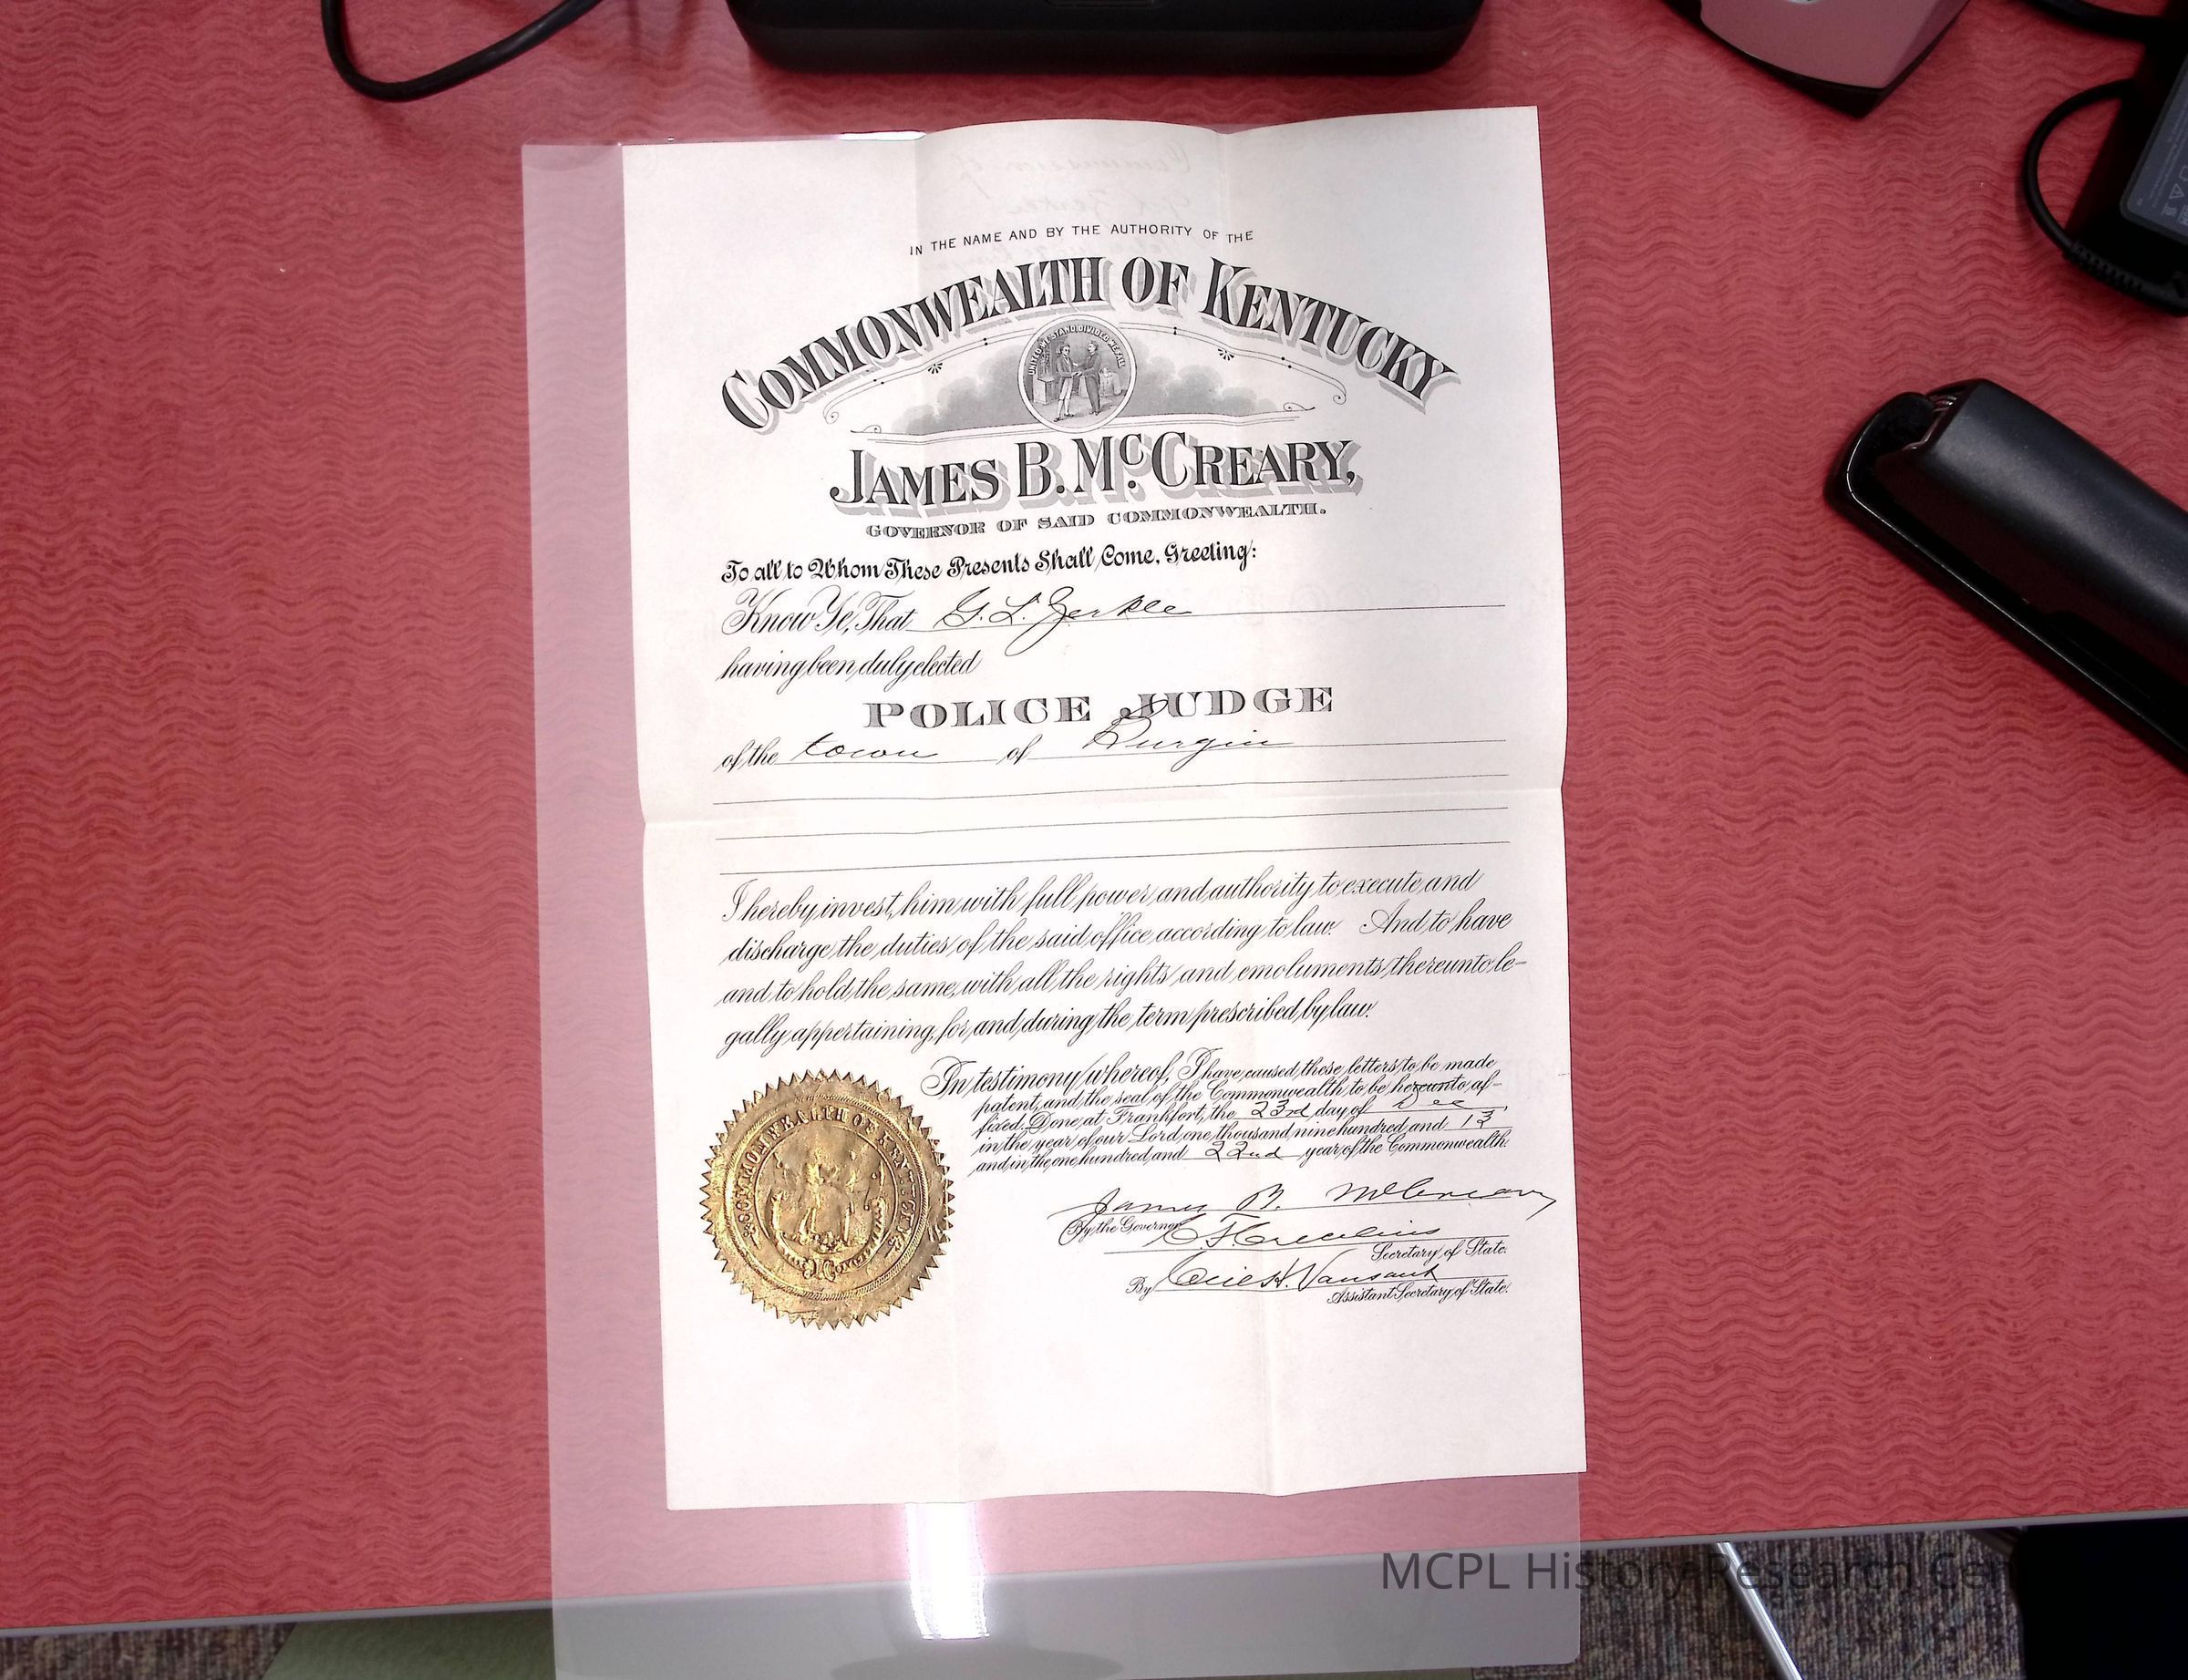 IN THE NAME AND BY THE AUTHORITY OF THE
COMMONWEALTH OF KENTUCKY
UNITED WE STAND DIVIDED WE FALL
JAMES B. McCREARY,
GOVERNOR OF SAID COMMONWEALTH.
To all to Whom These Presents Shall Come, Greeting:
Know Ye, That G. L. Yerkle
having been duly elected
POLICE JUDGE
of the town of Burgin
I hereby invest him with full power and authority to execute and
discharge the duties of the said office according to law. And to have
and to hold the same, with all the rights and emoluments thereunto le-
gally appertaining, for and during the term prescribed by law.
In testimony whereof, I have caused these letters to be made
patent, and the seal of the Commonwealth to be hereunto af-
fixed. Done at Frankfort, the 23rd day of Dec
in the year of our Lord one thousand nine hundred and 13
and in the one hundred and 22nd year of the Commonwealth.
James B. McCreary
By the Governor C. F. Crecelius
Secretary of State.
By Cecil H. Vansant
Assistant Secretary of State.
COMMONWEALTH OF KENTUCKY
MCPL History Research Cen